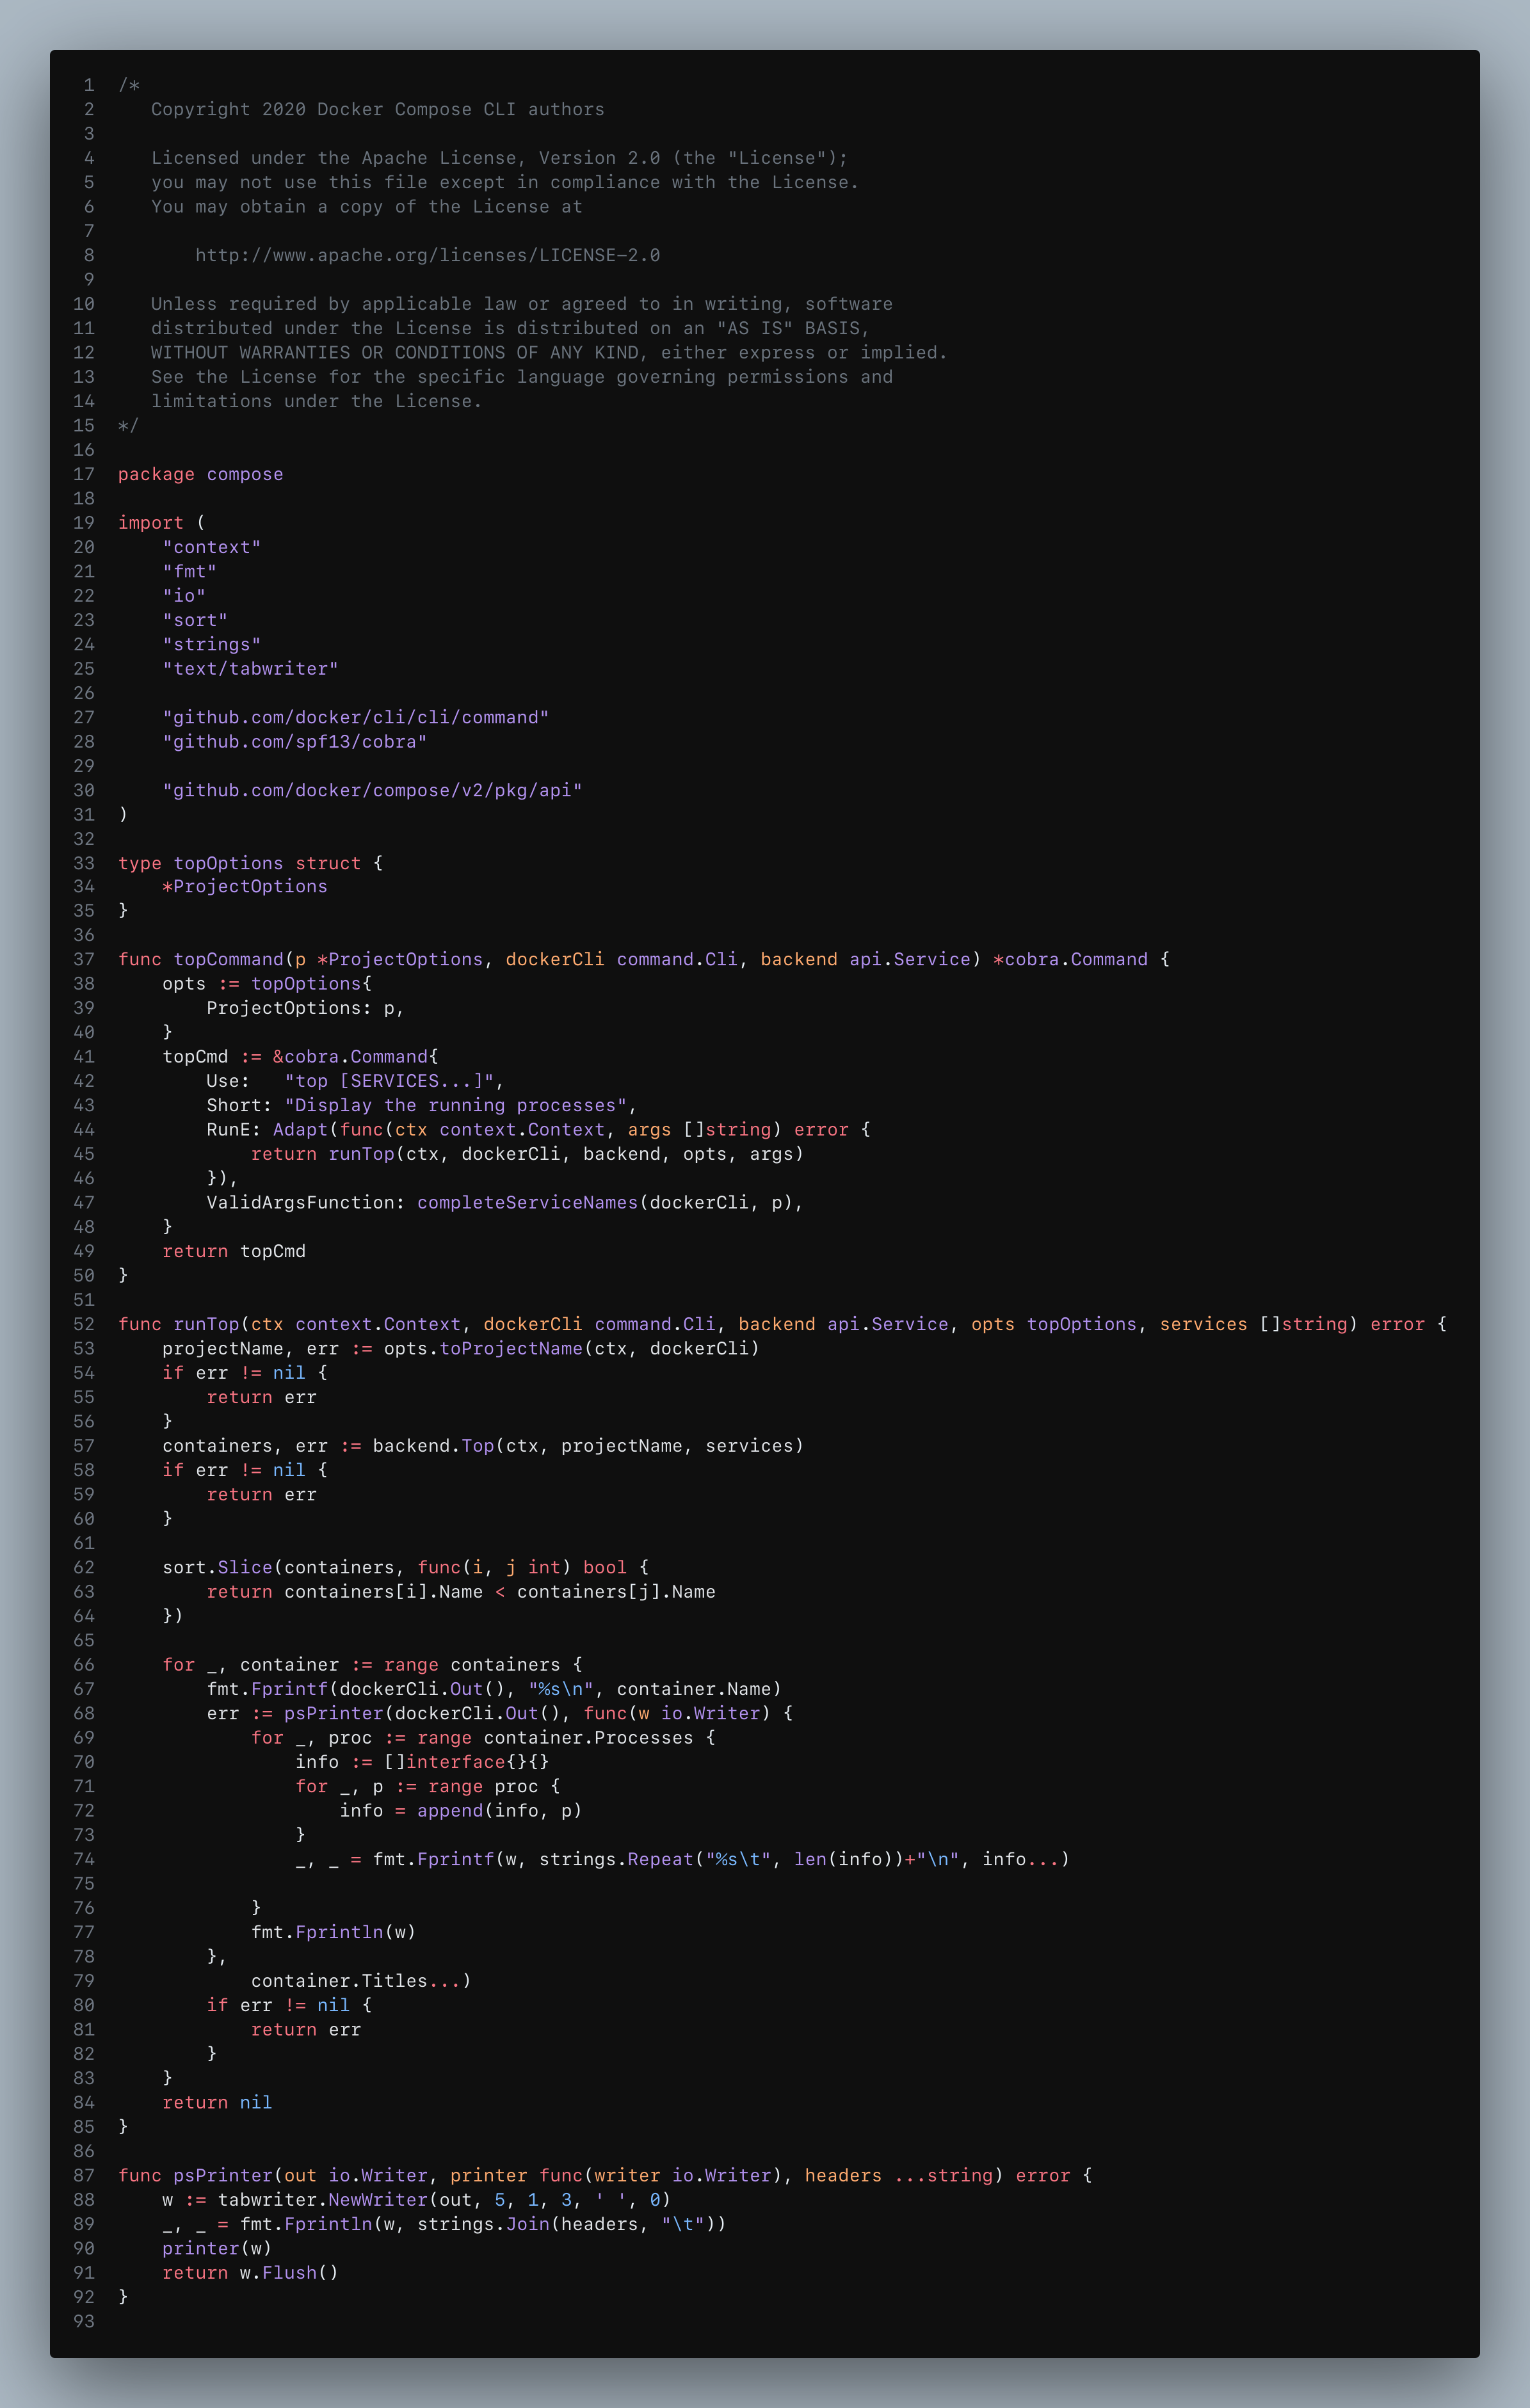 1 /*
2    Copyright 2020 Docker Compose CLI authors
3
4    Licensed under the Apache License, Version 2.0 (the "License");
5    you may not use this file except in compliance with the License.
6    You may obtain a copy of the License at
7
8        http://www.apache.org/licenses/LICENSE-2.0
9
10    Unless required by applicable law or agreed to in writing, software
11    distributed under the License is distributed on an "AS IS" BASIS,
12    WITHOUT WARRANTIES OR CONDITIONS OF ANY KIND, either express or implied.
13    See the License for the specific language governing permissions and
14    limitations under the License.
15 */
16
17 package compose
18
19 import (
20     "context"
21     "fmt"
22     "io"
23     "sort"
24     "strings"
25     "text/tabwriter"
26
27     "github.com/docker/cli/cli/command"
28     "github.com/spf13/cobra"
29
30     "github.com/docker/compose/v2/pkg/api"
31 )
32
33 type topOptions struct {
34     *ProjectOptions
35 }
36
37 func topCommand(p *ProjectOptions, dockerCli command.Cli, backend api.Service) *cobra.Command {
38     opts := topOptions{
39         ProjectOptions: p,
40     }
41     topCmd := &cobra.Command{
42         Use:   "top [SERVICES...]",
43         Short: "Display the running processes",
44         RunE: Adapt(func(ctx context.Context, args []string) error {
45             return runTop(ctx, dockerCli, backend, opts, args)
46         }),
47         ValidArgsFunction: completeServiceNames(dockerCli, p),
48     }
49     return topCmd
50 }
51
52 func runTop(ctx context.Context, dockerCli command.Cli, backend api.Service, opts topOptions, services []string) error {
53     projectName, err := opts.toProjectName(ctx, dockerCli)
54     if err != nil {
55         return err
56     }
57     containers, err := backend.Top(ctx, projectName, services)
58     if err != nil {
59         return err
60     }
61
62     sort.Slice(containers, func(i, j int) bool {
63         return containers[i].Name < containers[j].Name
64     })
65
66     for _, container := range containers {
67         fmt.Fprintf(dockerCli.Out(), "%s\n", container.Name)
68         err := psPrinter(dockerCli.Out(), func(w io.Writer) {
69             for _, proc := range container.Processes {
70                 info := []interface{}{}
71                 for _, p := range proc {
72                     info = append(info, p)
73                 }
74                 _, _ = fmt.Fprintf(w, strings.Repeat("%s\t", len(info))+"\n", info...)
75
76             }
77             fmt.Fprintln(w)
78         },
79             container.Titles...)
80         if err != nil {
81             return err
82         }
83     }
84     return nil
85 }
86
87 func psPrinter(out io.Writer, printer func(writer io.Writer), headers ...string) error {
88     w := tabwriter.NewWriter(out, 5, 1, 3, ' ', 0)
89     _, _ = fmt.Fprintln(w, strings.Join(headers, "\t"))
90     printer(w)
91     return w.Flush()
92 }
93